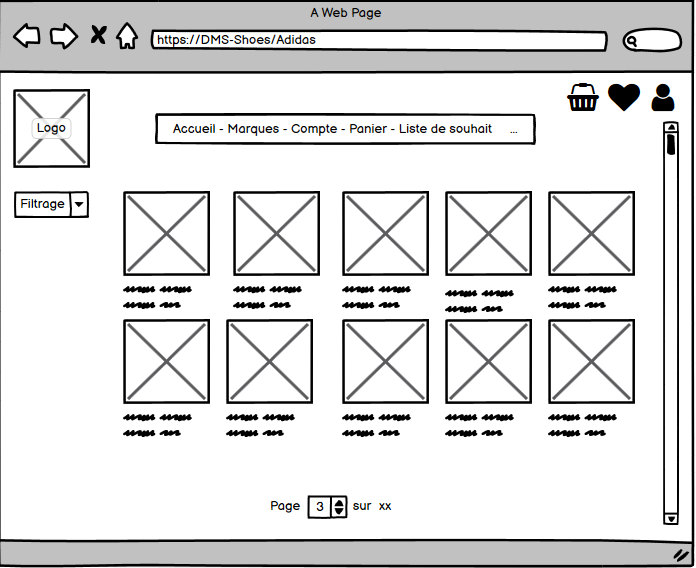 A Web Page
https://DMS-Shoes/Adidas
Logo
Accueil - Marques - Compte - Panier - Liste de souhait ...
Filtrage
Page 3 sur xx